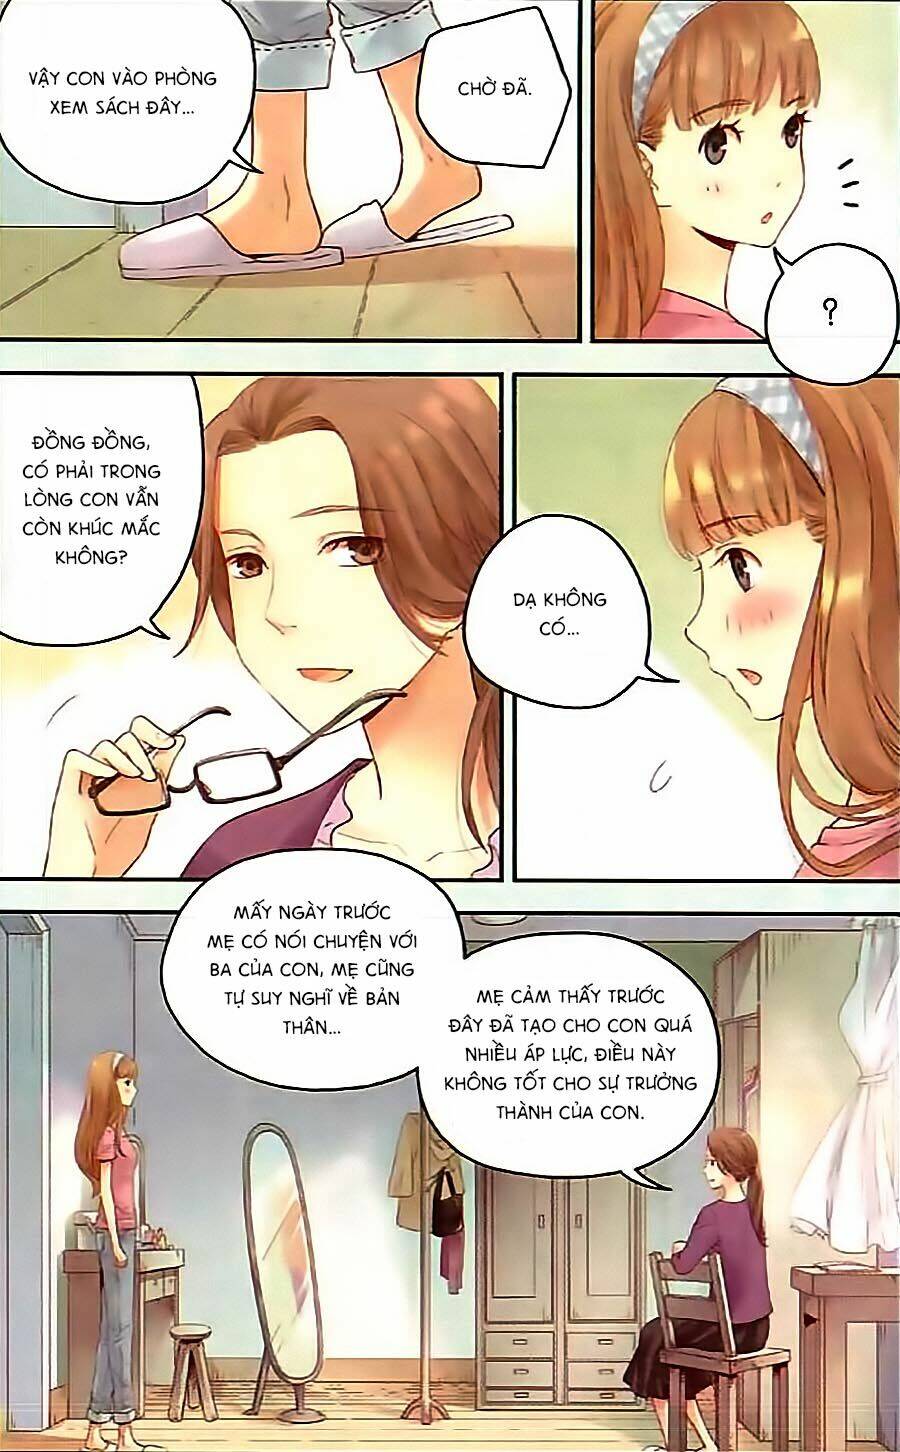 VẬY CON VÀO PHÒNG
XEM SÁCH ĐÂY...
CHỜ ĐÃ.
?
ĐỒNG ĐỒNG,
CÓ PHẢI TRONG
LÒNG CON VẪN
CÒN KHÚC MẮC
KHÔNG?
DẠ KHÔNG
CÓ...
MẤY NGÀY TRƯỚC
MẸ CÓ NÓI CHUYỆN VỚI
BA CỦA CON, MẸ CŨNG
TỰ SUY NGHĨ VỀ BẢN
THÂN...
MẸ CẢM THẤY TRƯỚC
ĐÂY ĐÃ TẠO CHO CON QUÁ
NHIỀU ÁP LỰC, ĐIỀU NÀY
KHÔNG TỐT CHO SỰ TRƯỞNG
THÀNH CỦA CON.